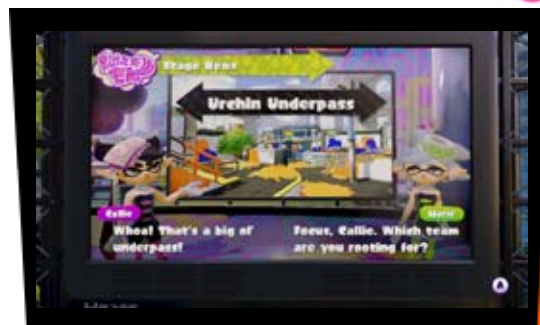 Stage News
Urchin Underpass
Callie
Whoa! That's a big ol'
underpass!
Marie
Focus, Callie. Which team
are you rooting for?
A